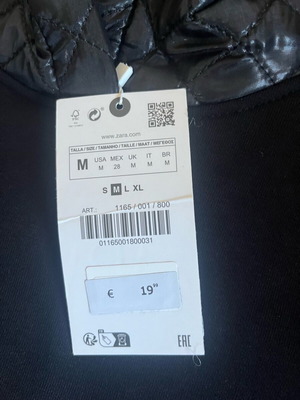 www.zara.com
TALLA / SIZE / TAMANHO / TAILLE / MAAT / ΜΕΓΕΘΟΣ
M USA MEX UK IT BR
M 28 M M M
S M L XL
ART.: 1165 / 001 / 800
01165001800031
€ 19"
EAC